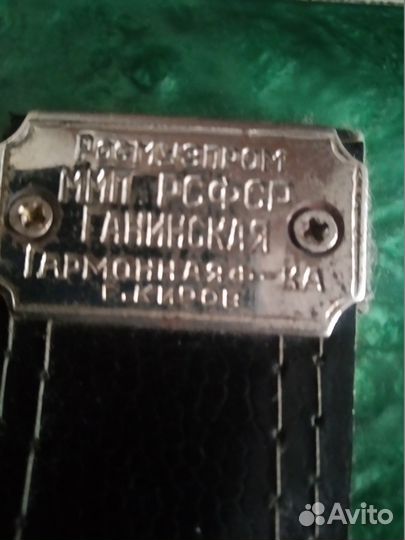 РОСМУЗПРОМ
ММП РСФСР
ГАНИНСКАЯ
ГАРМОННАЯ Ф-КА
Г. КИРОВ
Avito